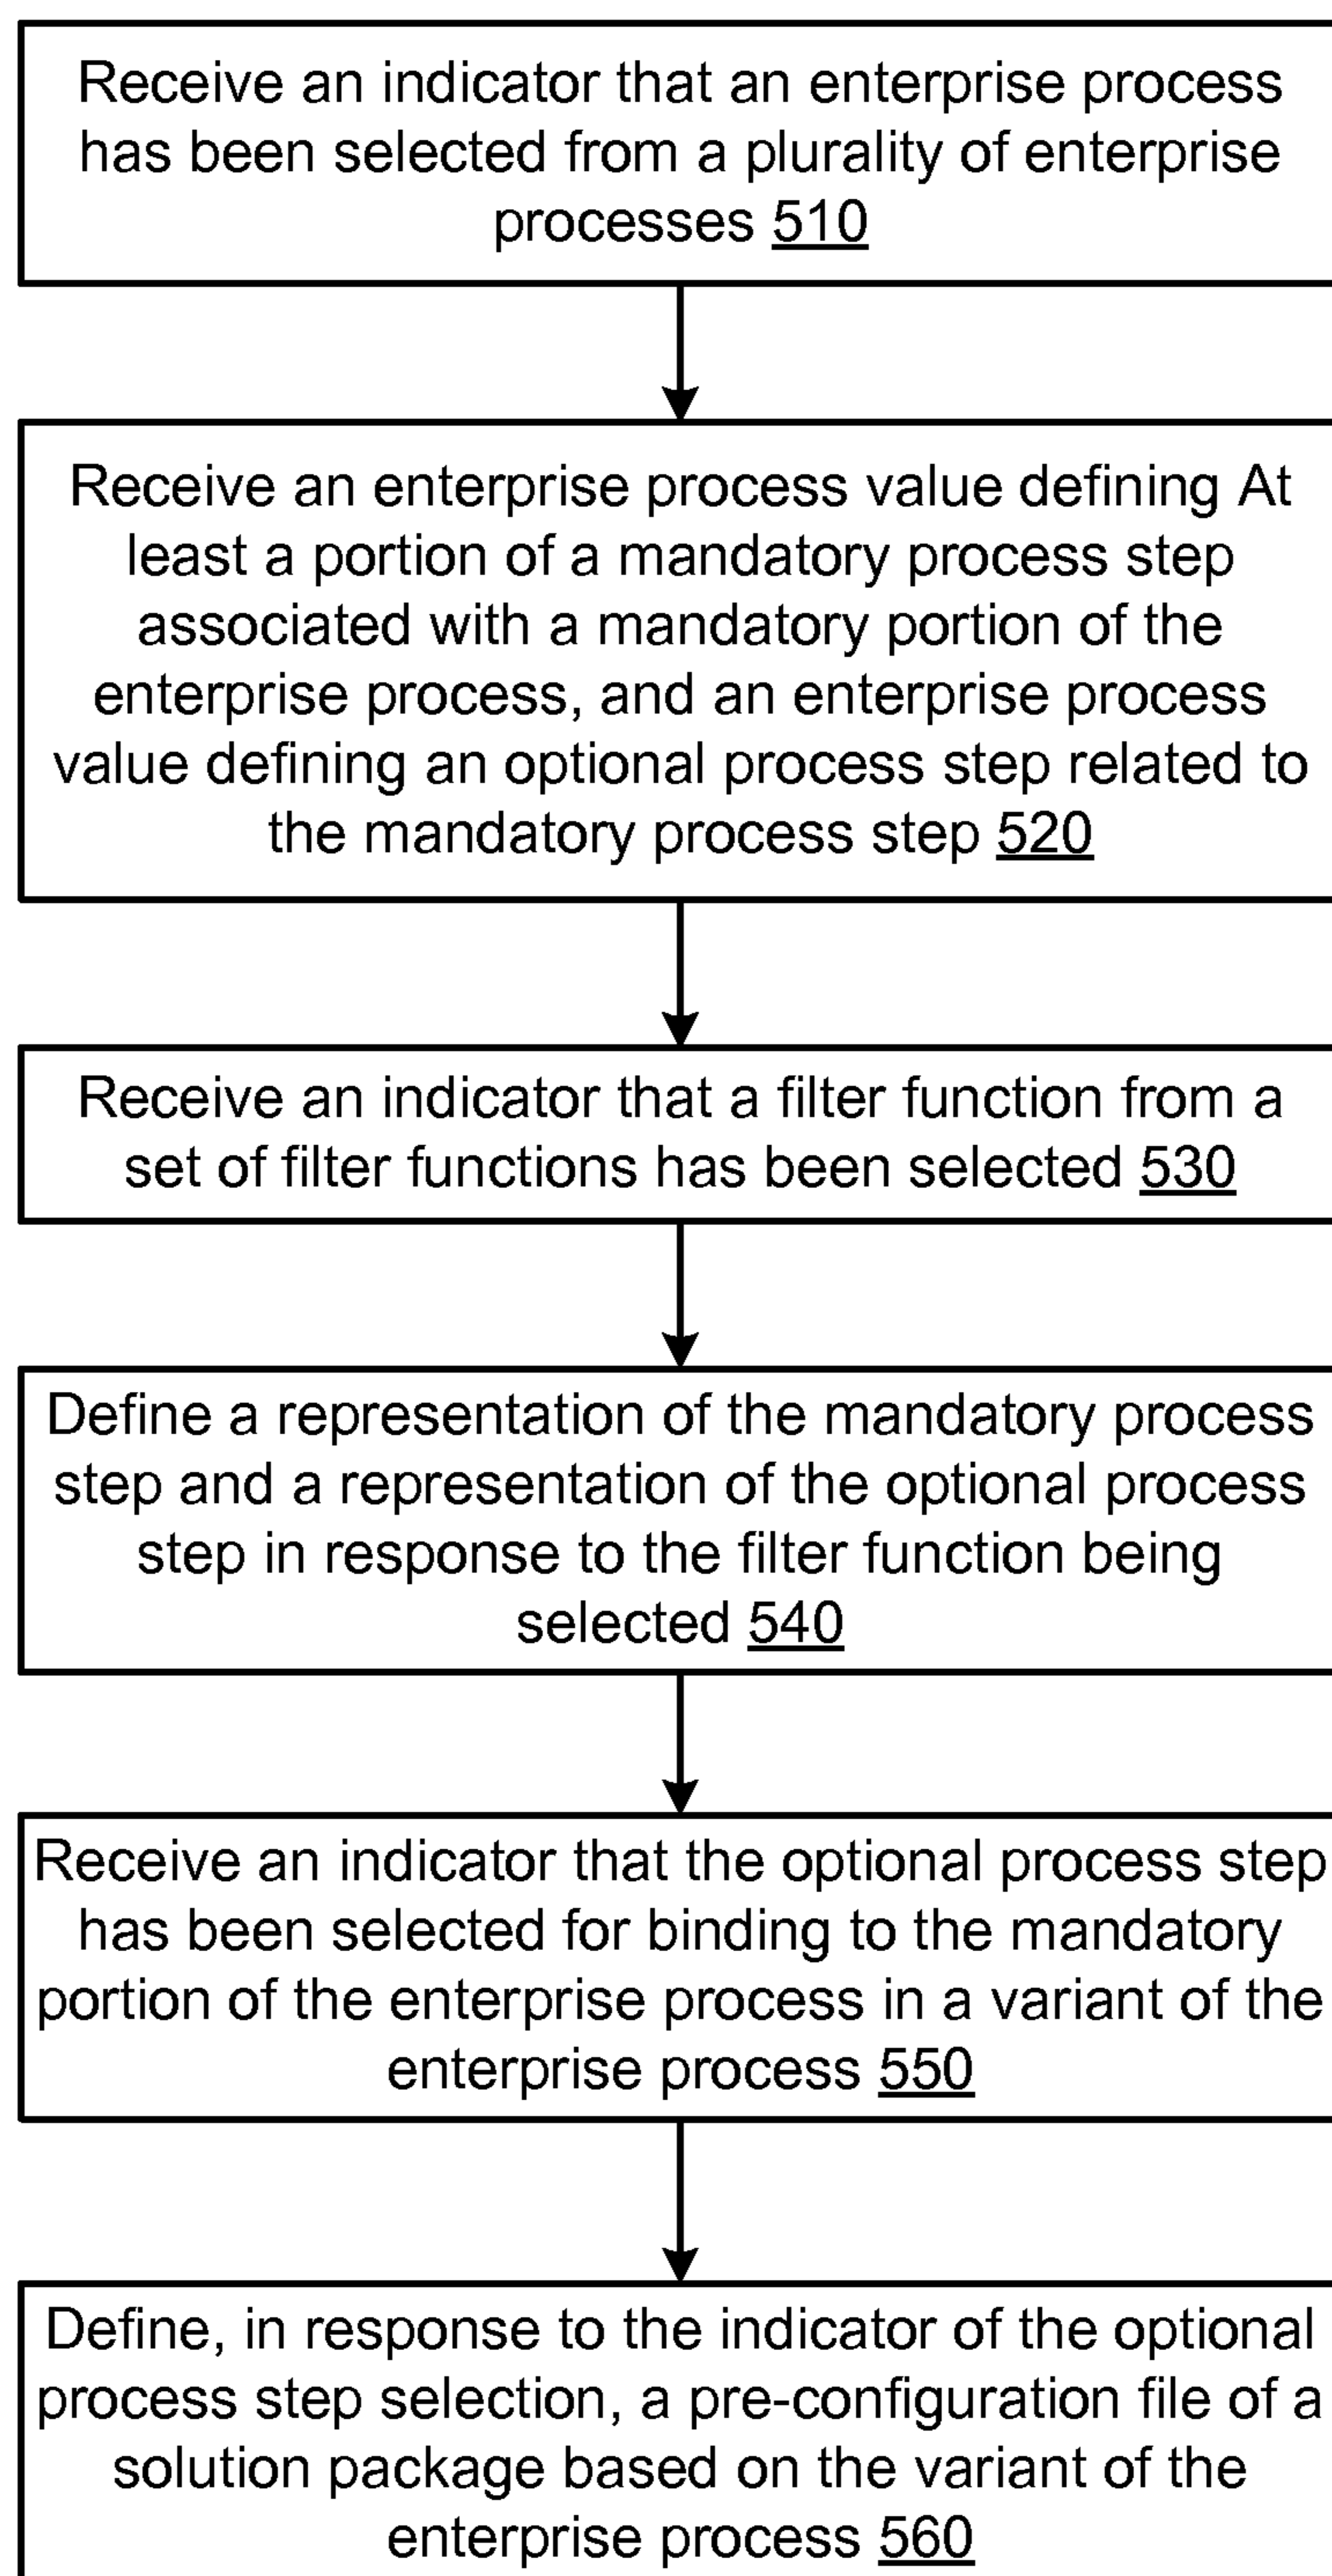 Receive an indicator that an enterprise process
has been selected from a plurality of enterprise
processes 510
Receive an enterprise process value defining At
least a portion of a mandatory process step
associated with a mandatory portion of the
enterprise process, and an enterprise process
value defining an optional process step related to
the mandatory process step 520
Receive an indicator that a filter function from a
set of filter functions has been selected 530
Define a representation of the mandatory process
step and a representation of the optional process
step in response to the filter function being
selected 540
Receive an indicator that the optional process step
has been selected for binding to the mandatory
portion of the enterprise process in a variant of the
enterprise process 550
Define, in response to the indicator of the optional
process step selection, a pre-configuration file of a
solution package based on the variant of the
enterprise process 560